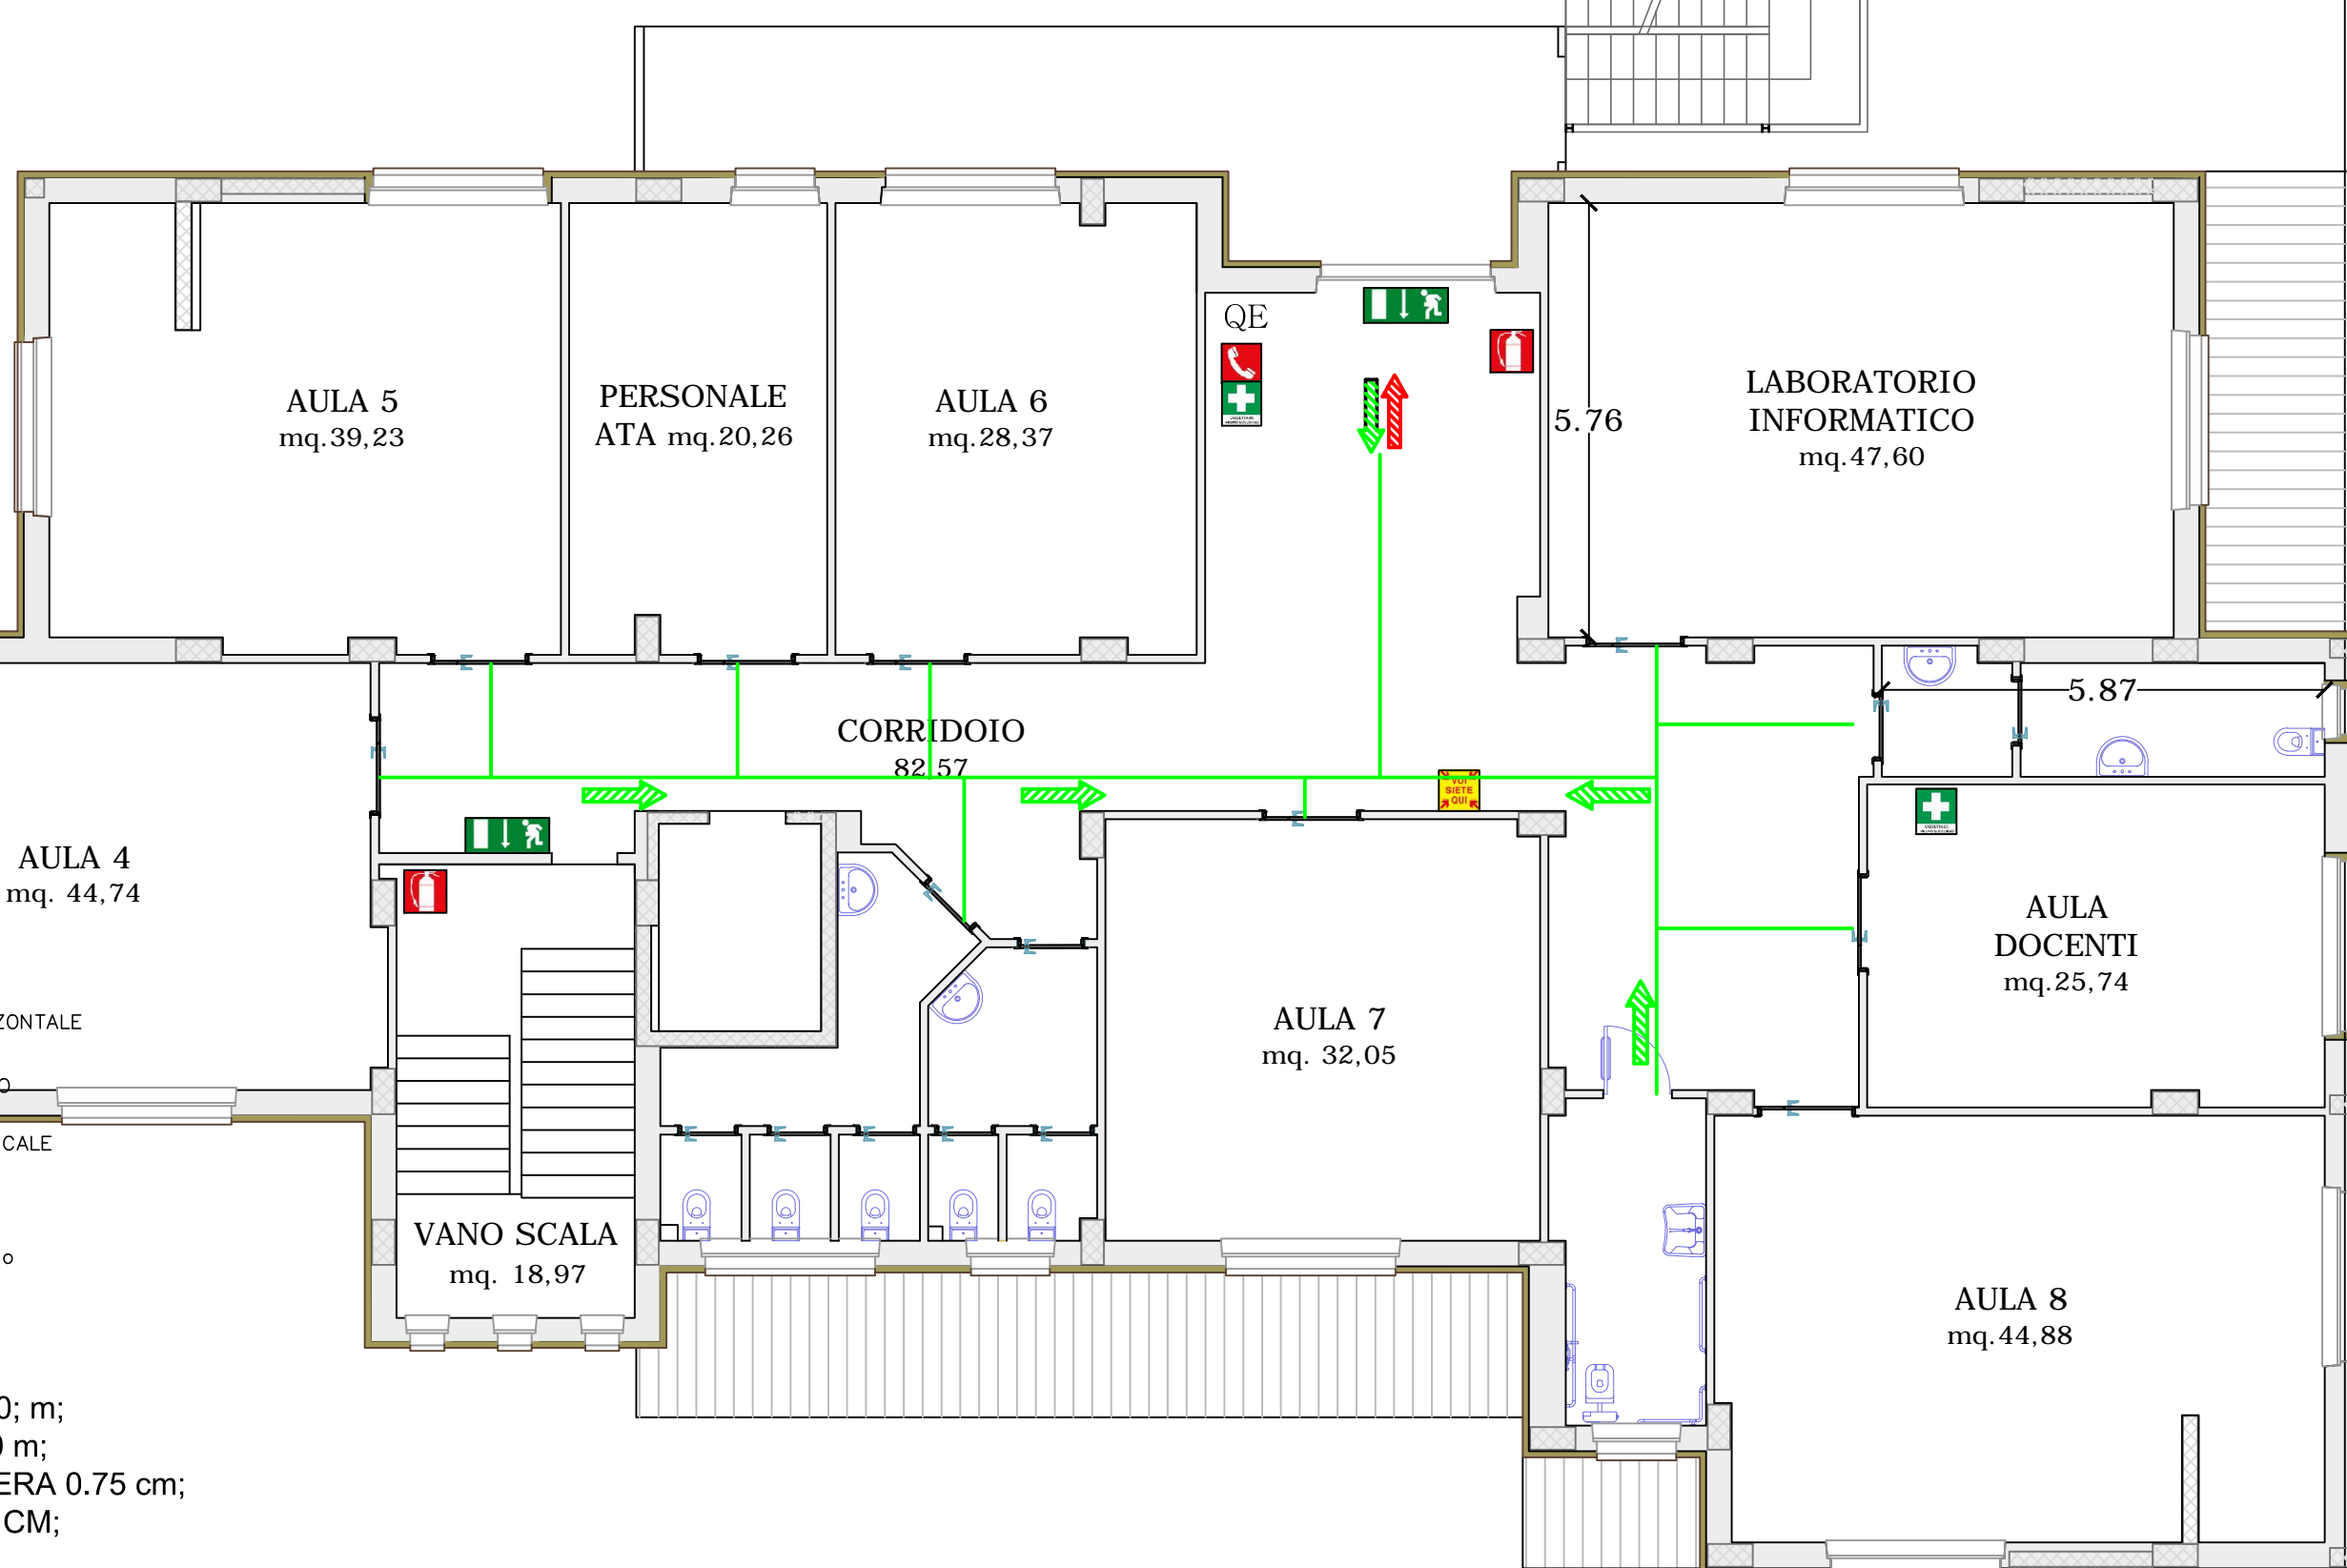 QE
AULA 5
mq.39,23
PERSONALE
ATA mq.20,26
AULA 6
mq.28,37
5.76
LABORATORIO
INFORMATICO
mq.47,60
5.87
CORRIDOIO
82,57
VOI
SIETE
QUI
AULA 4
mq. 44,74
AULA
DOCENTI
mq.25,74
AULA 7
mq. 32,05
ZONTALE
O
CALE
o
VANO SCALA
mq. 18,97
AULA 8
mq.44,88
0; m;
0 m;
ERA 0.75 cm;
CM;